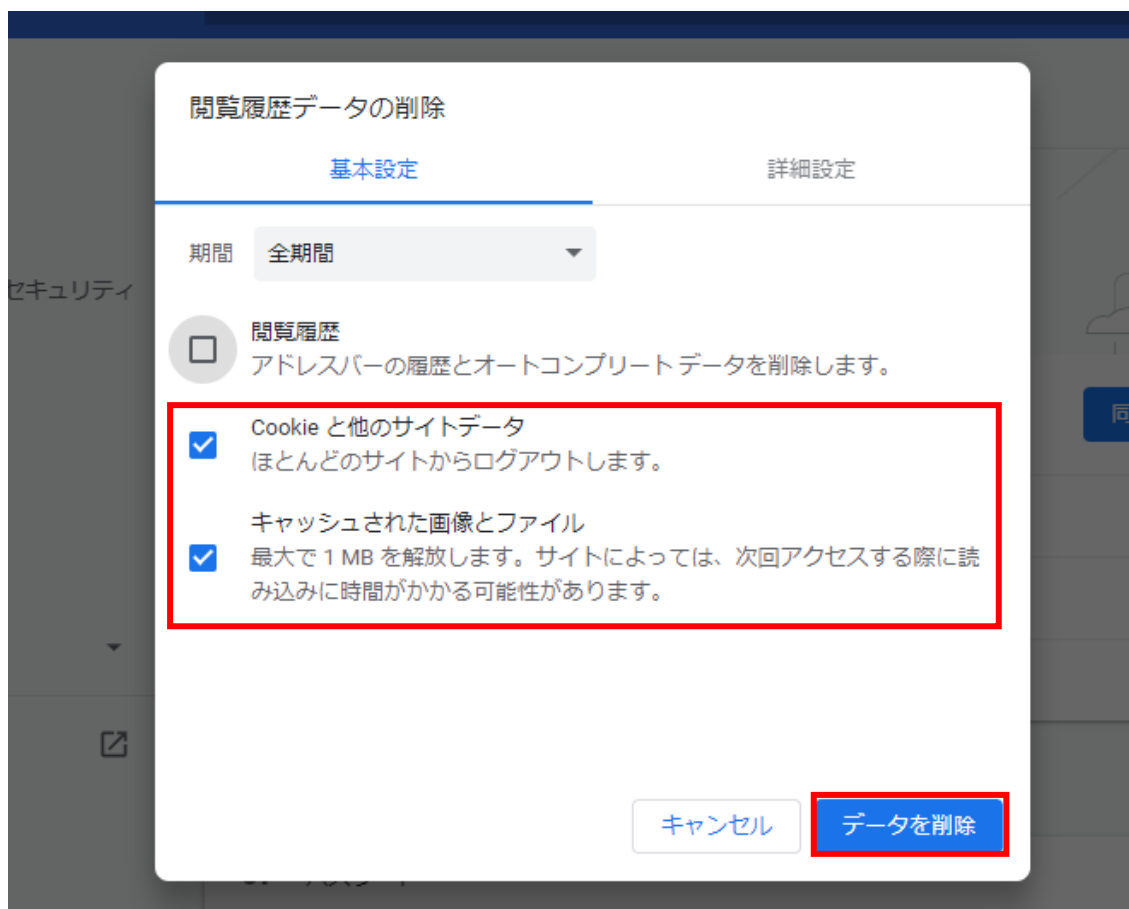 閲覧履歴データの削除
基本設定
詳細設定
期間
全期間
セキュリティ
閲覧履歴
アドレスバーの履歴とオートコンプリート データを削除します。
同
Cookie と他のサイトデータ
ほとんどのサイトからログアウトします。
キャッシュされた画像とファイル
最大で 1 MB を解放します。サイトによっては、次回アクセスする際に読
み込みに時間がかかる可能性があります。
キャンセル
データを削除